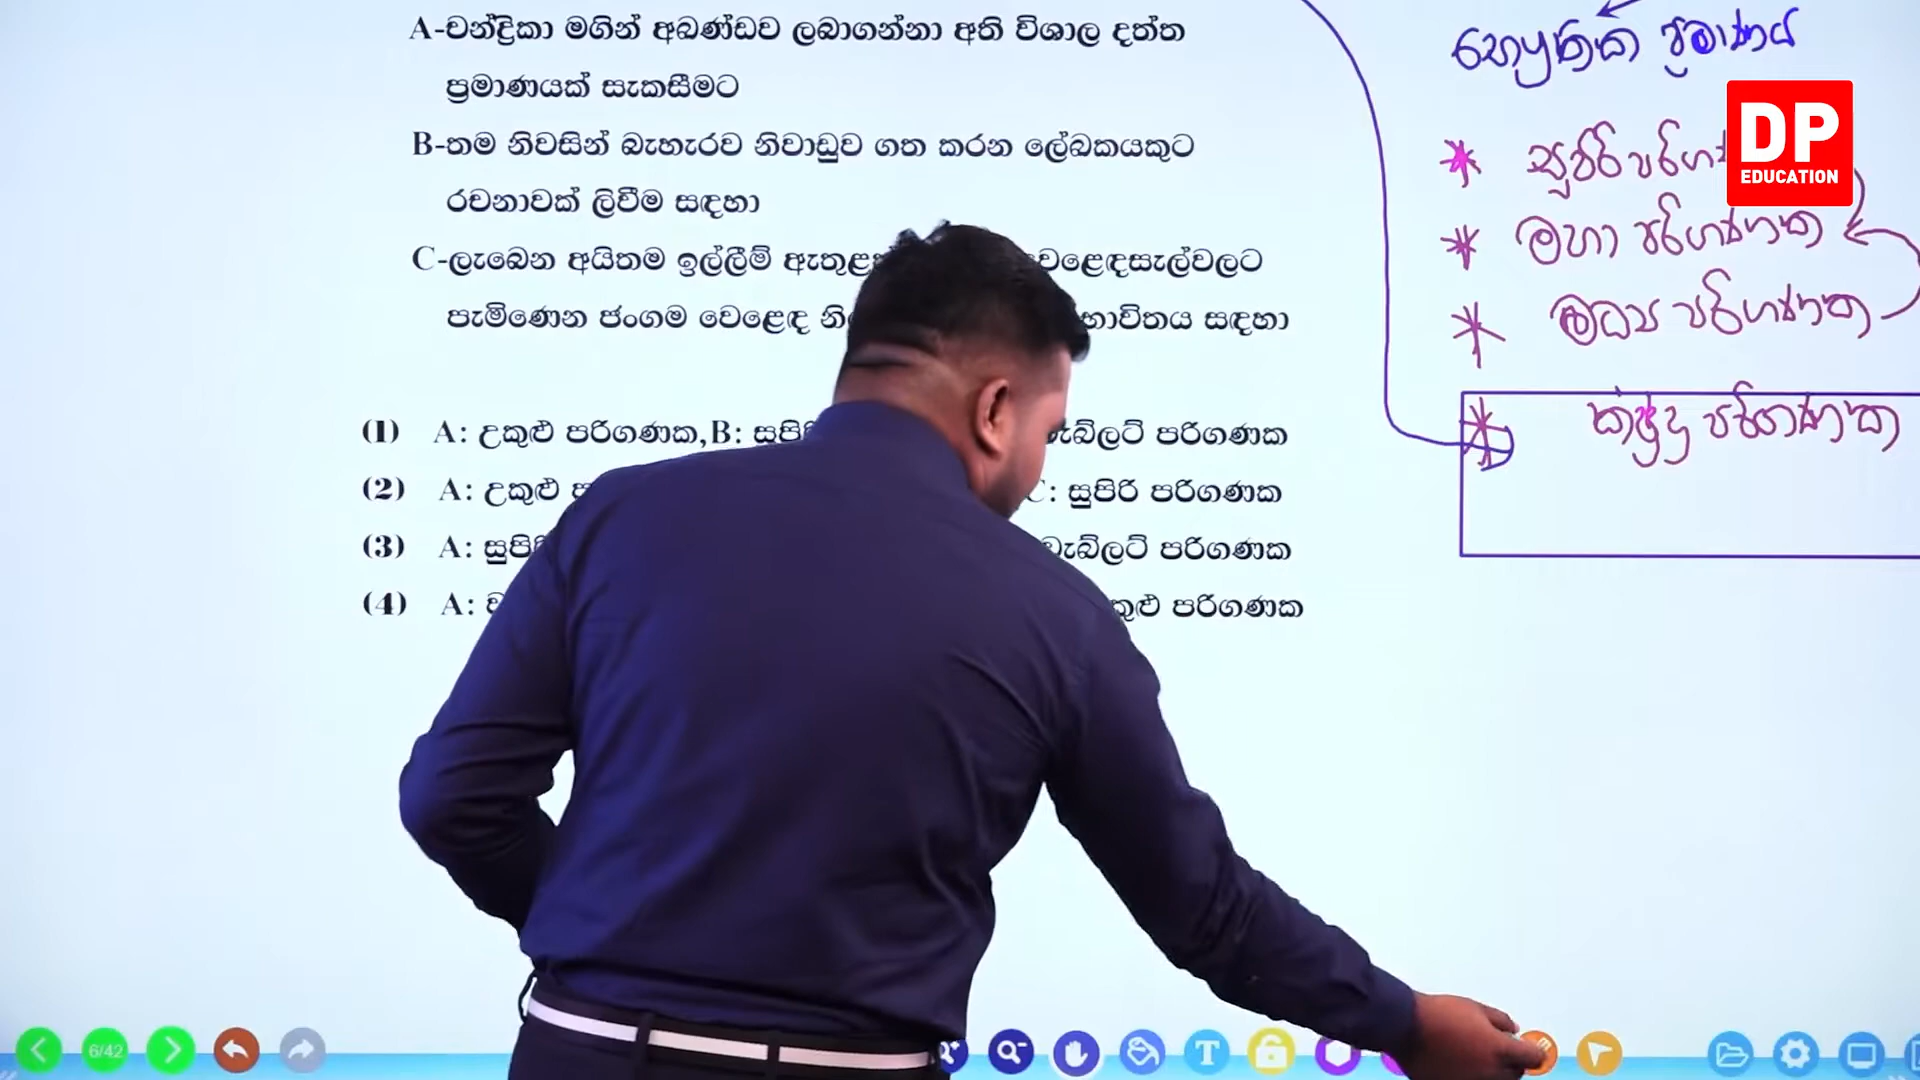 A-චන්ද්‍රිකා මගින් අඛණ්ඩව ලබාගන්නා අති විශාල දත්ත
ප්‍රමාණයක් සැකසීමට
B-තම නිවසින් බැහැරව නිවාඩුව ගත කරන ලේඛකයකුට
රචනාවක් ලිවීම සඳහා
C-ලැබෙන අයිතම ඉල්ලීම් ඇතුළ වෙළෙඳසැල්වලට
පැමිණෙන ජංගම වෙළෙඳ භාවිතය සඳහා
(1) A: උකුළු පරිගණක, B: සුපි ටැබ්ලට් පරිගණක
(2) A: උකුළු C: සුපිරි පරිගණක
(3) A: සුපි ටැබ්ලට් පරිගණක
(4) A: පරිගණක
භෞතික ප්‍රමාණය
* සුපිරි පරිග
* මහා පරිගණක
* මධ්‍ය පරිගණක
* ක්ෂුද්‍ර පරිගණක
DP
EDUCATION
6/42
T